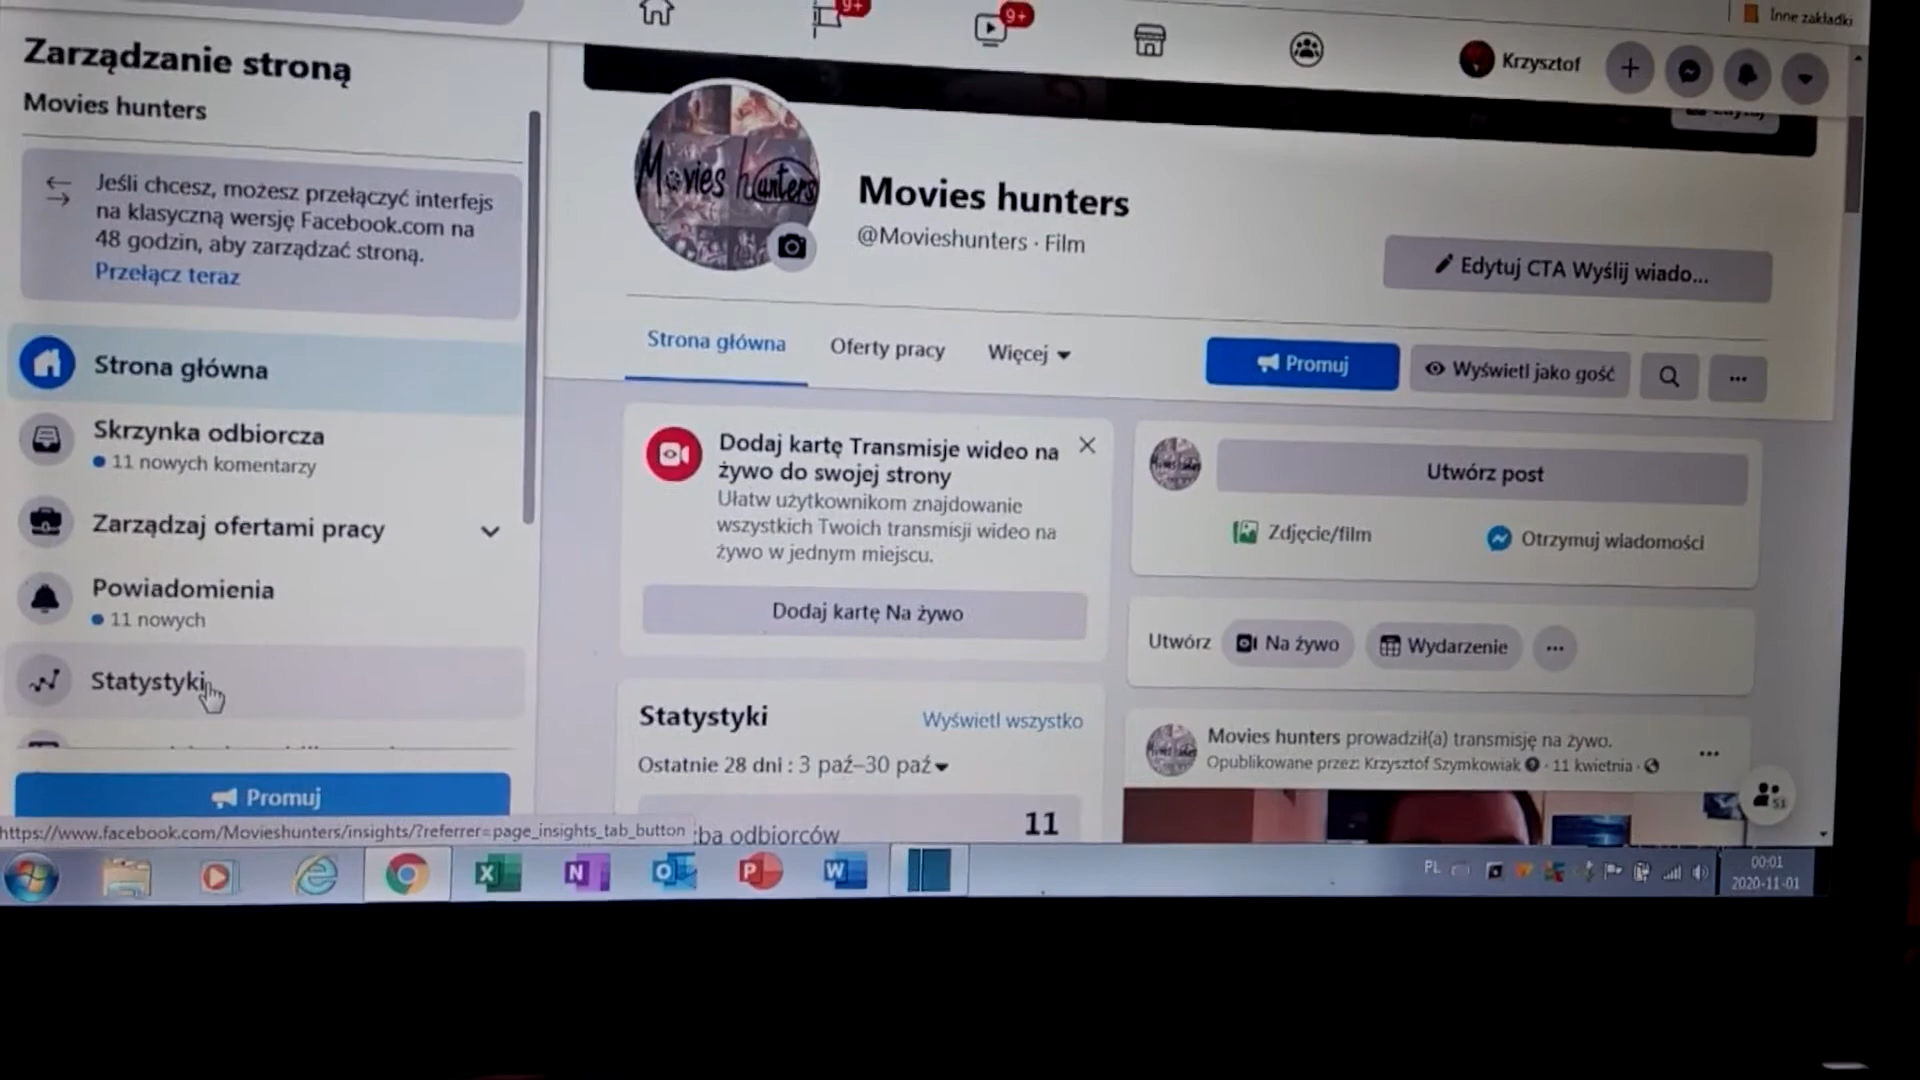 Inne zakładki
9+
9+
Krzysztof
Zarządzanie stroną
Movies hunters
Jeśli chcesz, możesz przełączyć interfejs
na klasyczną wersję Facebook.com na
48 godzin, aby zarządzać stroną.
Przełącz teraz
Strona główna
Skrzynka odbiorcza
11 nowych komentarzy
Zarządzaj ofertami pracy
Powiadomienia
11 nowych
Statystyki
Promuj
https://www.facebook.com/Movieshunters/insights/?referrer=page_insights_tab_button
Movies hunters
Movies hunters
@Movieshunters · Film
Edytuj CTA Wyślij wiado...
Strona główna
Oferty pracy
Więcej
Promuj
Wyświetl jako gość
Dodaj kartę Transmisje wideo na
żywo do swojej strony
Ułatw użytkownikom znajdowanie
wszystkich Twoich transmisji wideo na
żywo w jednym miejscu.
Dodaj kartę Na żywo
Statystyki
Wyświetl wszystko
Ostatnie 28 dni : 3 paź–30 paź
odbiorców
11
Utwórz post
Zdjęcie/film
Otrzymuj wiadomości
Utwórz
Na żywo
Wydarzenie
Movies hunters prowadził(a) transmisję na żywo.
Opublikowane przez: Krzysztof Szymkowiak · 11 kwietnia ·
51
PL
00:01
2020-11-01